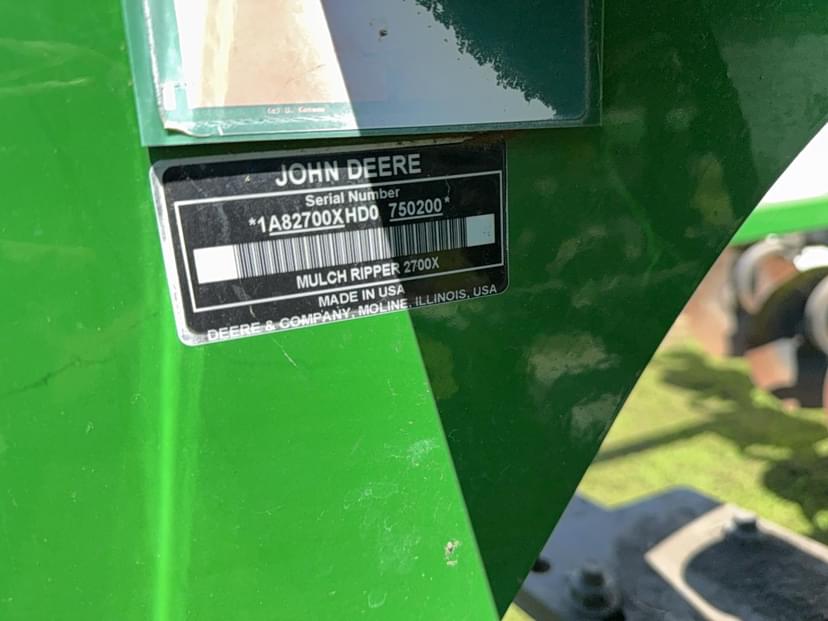 JOHN DEERE
Serial Number
*1A82700XHD0 750200*
MULCH RIPPER 2700X
MADE IN USA
DEERE & COMPANY, MOLINE, ILLINOIS, USA